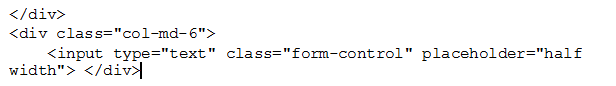 </div>
<div class="col-md-6">
    <input type="text" class="form-control" placeholder="half
width"> </div>